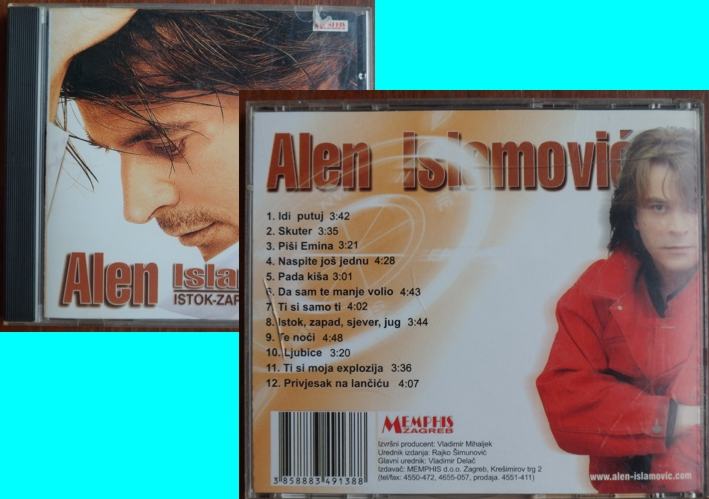 MEMPHIS
Alen Isla
ISTOK-ZAP
Alen Islamović
1. Idi putuj 3:42
2. Skuter 3:35
3. Piši Emina 3:21
4. Naspite još jednu 4:28
5. Pada kiša 3:01
6. Da sam te manje volio 4:43
7. Ti si samo ti 4:02
8. Istok, zapad, sjever, jug 3:44
9. Te noći 4:48
10. Ljubice 3:20
11. Ti si moja eksplozija 3:36
12. Privjesak na lančiću 4:07
3 858883 491388
MEMPHIS
ZAGREB
Izvršni producent: Vladimir Mihaljek
Urednik izdanja: Rajko Šimunović
Glavni urednik: Vladimir Delač
Izdavač: MEMPHIS d.o.o. Zagreb, Krešimirov trg 2
(tel/fax: 4550-472, 4655-057, prodaja. 4551-411)
www.alen-islamovic.com